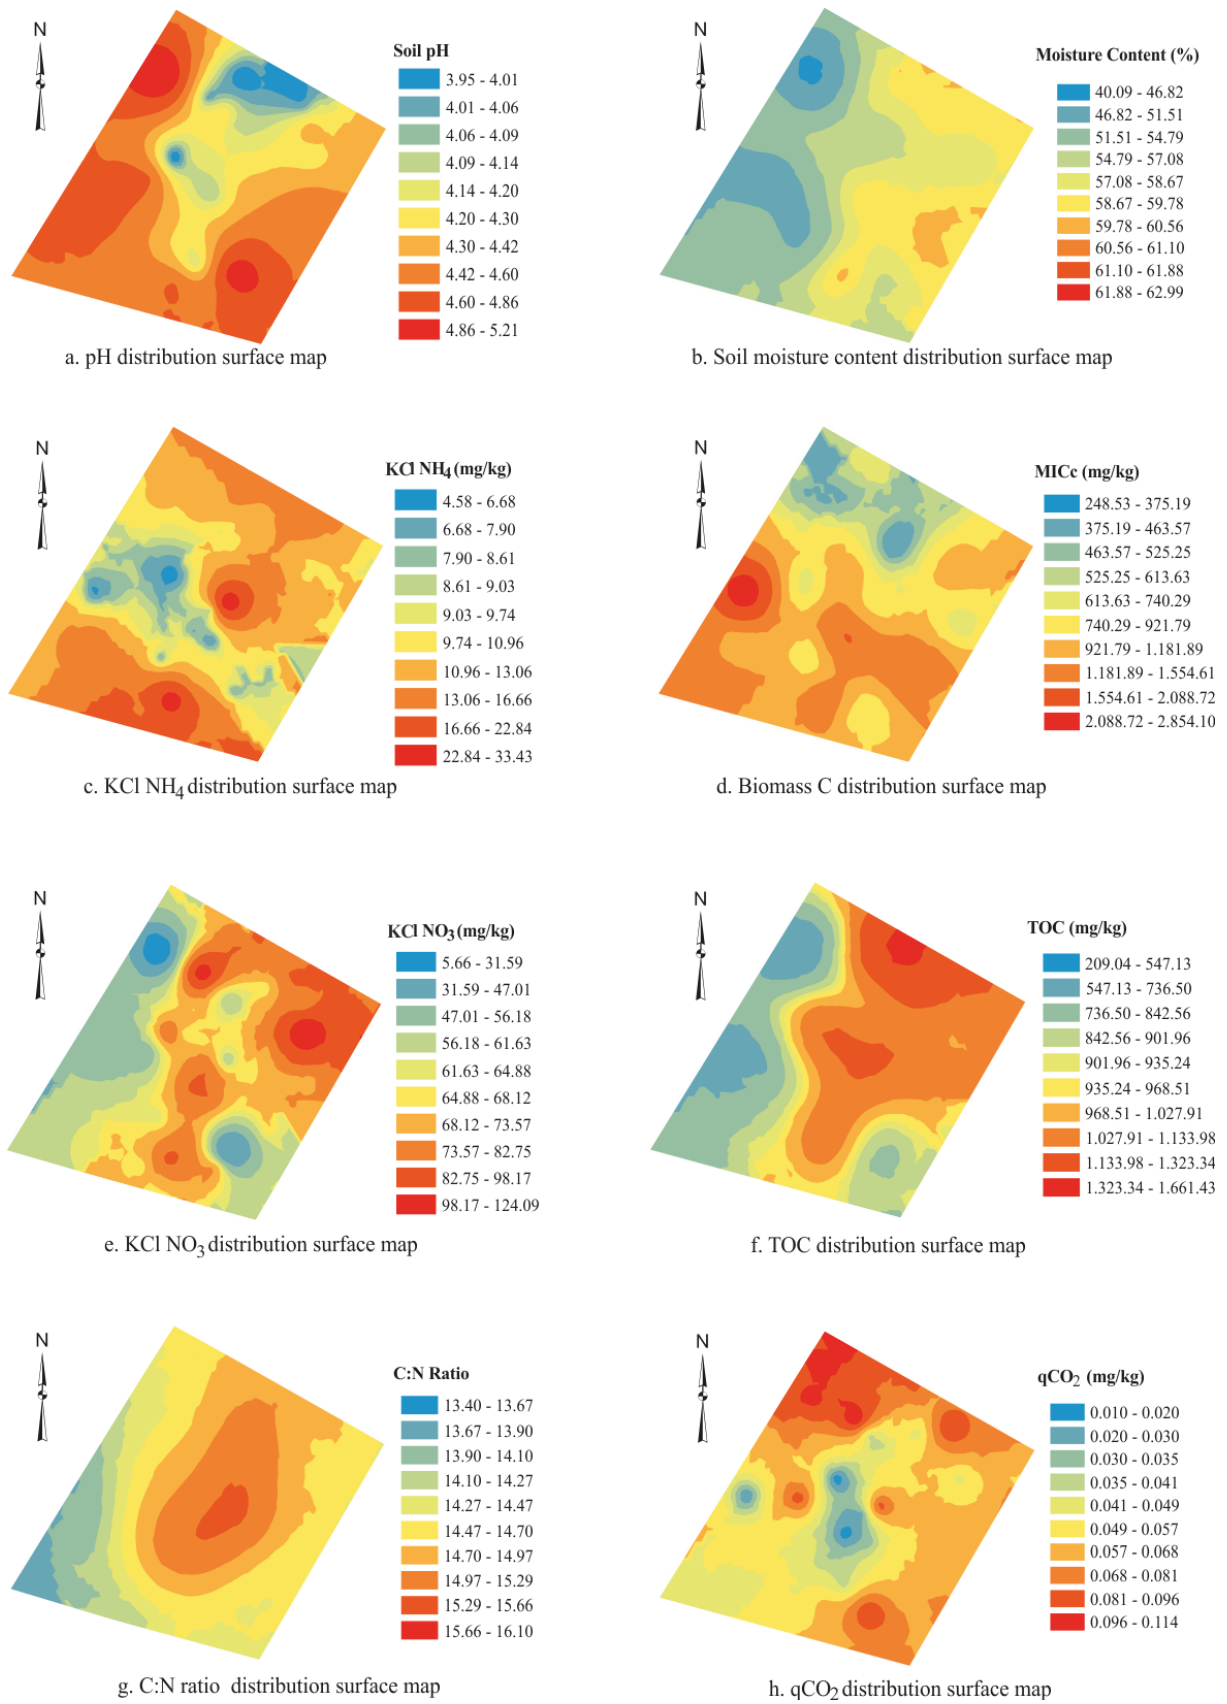 N
Soil pH
3.95 - 4.01
4.01 - 4.06
4.06 - 4.09
4.09 - 4.14
4.14 - 4.20
4.20 - 4.30
4.30 - 4.42
4.42 - 4.60
4.60 - 4.86
4.86 - 5.21
a. pH distribution surface map
N
Moisture Content (%)
40.09 - 46.82
46.82 - 51.51
51.51 - 54.79
54.79 - 57.08
57.08 - 58.67
58.67 - 59.78
59.78 - 60.56
60.56 - 61.10
61.10 - 61.88
61.88 - 62.99
b. Soil moisture content distribution surface map
N
KCl NH₄ (mg/kg)
4.58 - 6.68
6.68 - 7.90
7.90 - 8.61
8.61 - 9.03
9.03 - 9.74
9.74 - 10.96
10.96 - 13.06
13.06 - 16.66
16.66 - 22.84
22.84 - 33.43
c. KCl NH₄ distribution surface map
N
MICc (mg/kg)
248.53 - 375.19
375.19 - 463.57
463.57 - 525.25
525.25 - 613.63
613.63 - 740.29
740.29 - 921.79
921.79 - 1.181.89
1.181.89 - 1.554.61
1.554.61 - 2.088.72
2.088.72 - 2.854.10
d. Biomass C distribution surface map
N
KCl NO₃ (mg/kg)
5.66 - 31.59
31.59 - 47.01
47.01 - 56.18
56.18 - 61.63
61.63 - 64.88
64.88 - 68.12
68.12 - 73.57
73.57 - 82.75
82.75 - 98.17
98.17 - 124.09
e. KCl NO₃ distribution surface map
N
TOC (mg/kg)
209.04 - 547.13
547.13 - 736.50
736.50 - 842.56
842.56 - 901.96
901.96 - 935.24
935.24 - 968.51
968.51 - 1.027.91
1.027.91 - 1.133.98
1.133.98 - 1.323.34
1.323.34 - 1.661.43
f. TOC distribution surface map
N
C:N Ratio
13.40 - 13.67
13.67 - 13.90
13.90 - 14.10
14.10 - 14.27
14.27 - 14.47
14.47 - 14.70
14.70 - 14.97
14.97 - 15.29
15.29 - 15.66
15.66 - 16.10
g. C:N ratio distribution surface map
N
qCO₂ (mg/kg)
0.010 - 0.020
0.020 - 0.030
0.030 - 0.035
0.035 - 0.041
0.041 - 0.049
0.049 - 0.057
0.057 - 0.068
0.068 - 0.081
0.081 - 0.096
0.096 - 0.114
h. qCO₂ distribution surface map